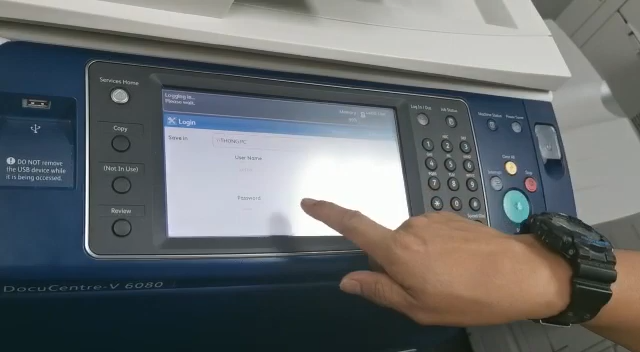 Services Home
Log In / Out
Job Status
Machine Status
Power Saver
Logging in...
Please wait.
Login
Save in
User Name
Password
Copy
(Not In Use)
Review
DO NOT remove
the USB device while
it is being accessed.
DocuCentre-V 6080